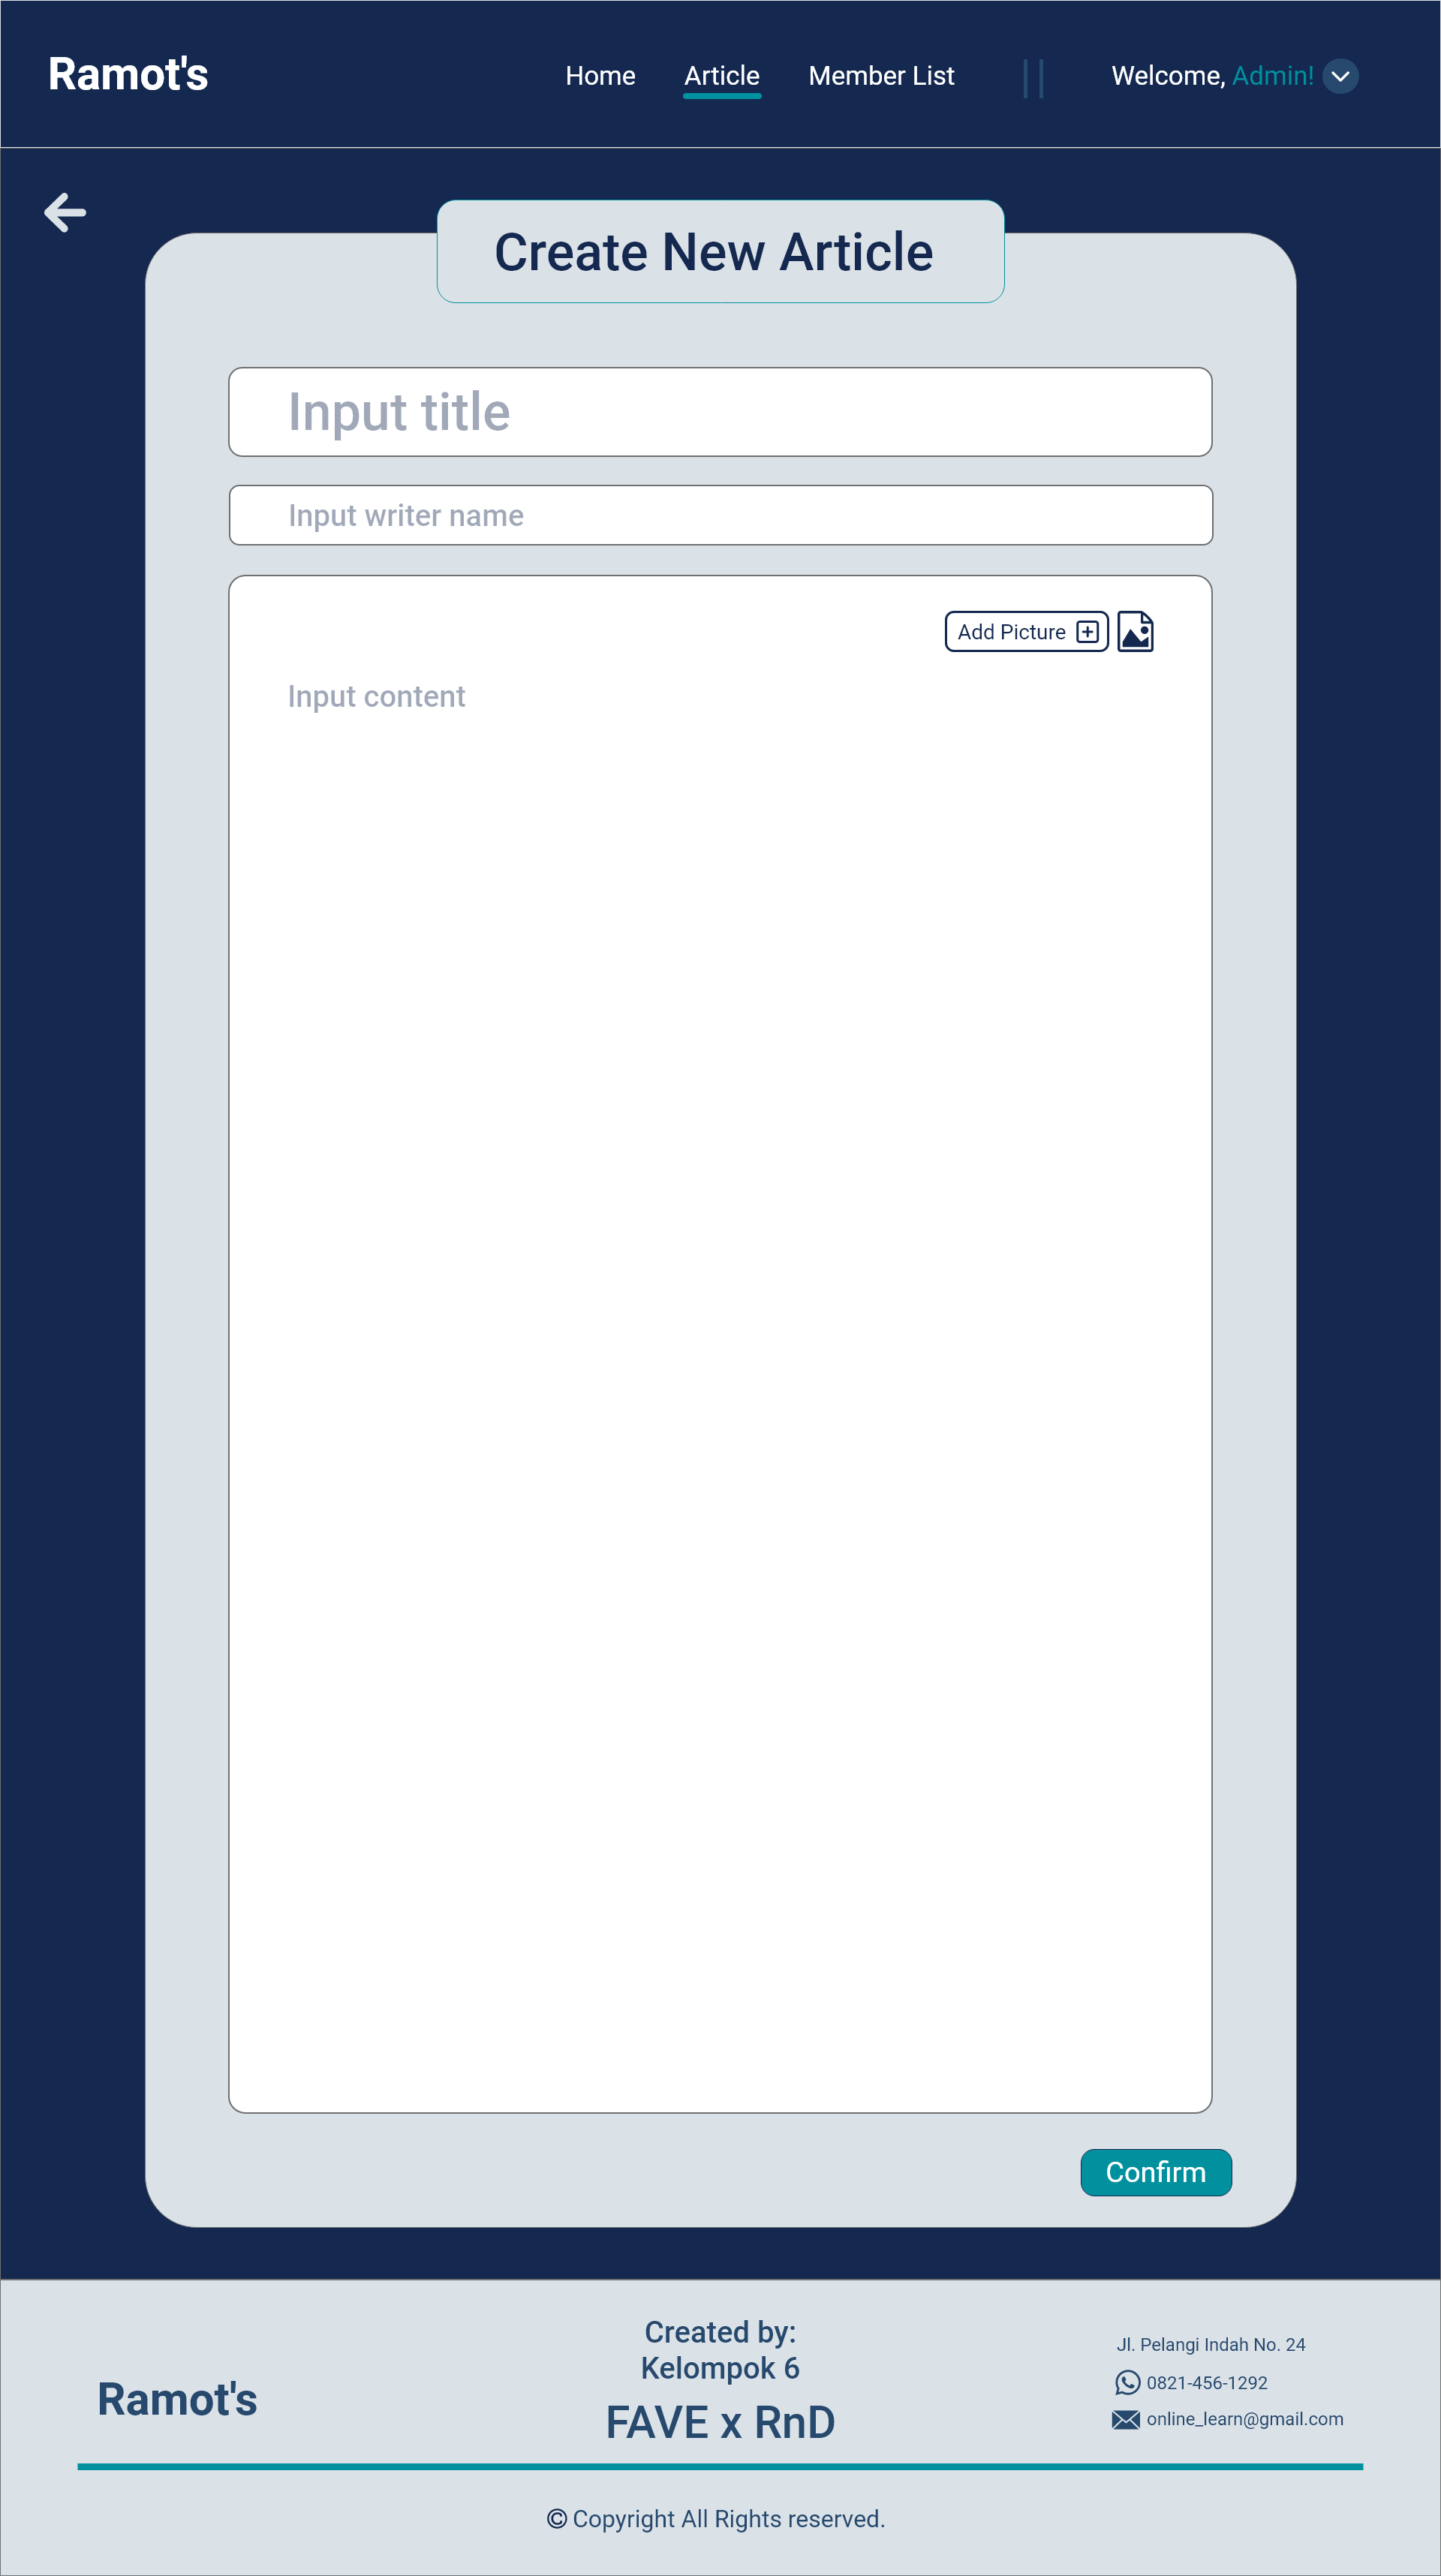 Ramot's
Home Article Member List Welcome, Admin!
Create New Article
Input title
Input writer name
Add Picture
Input content
Confirm
Created by:
Kelompok 6
FAVE x RnD
Ramot's
Jl. Pelangi Indah No. 24
0821-456-1292
online_learn@gmail.com
© Copyright All Rights reserved.